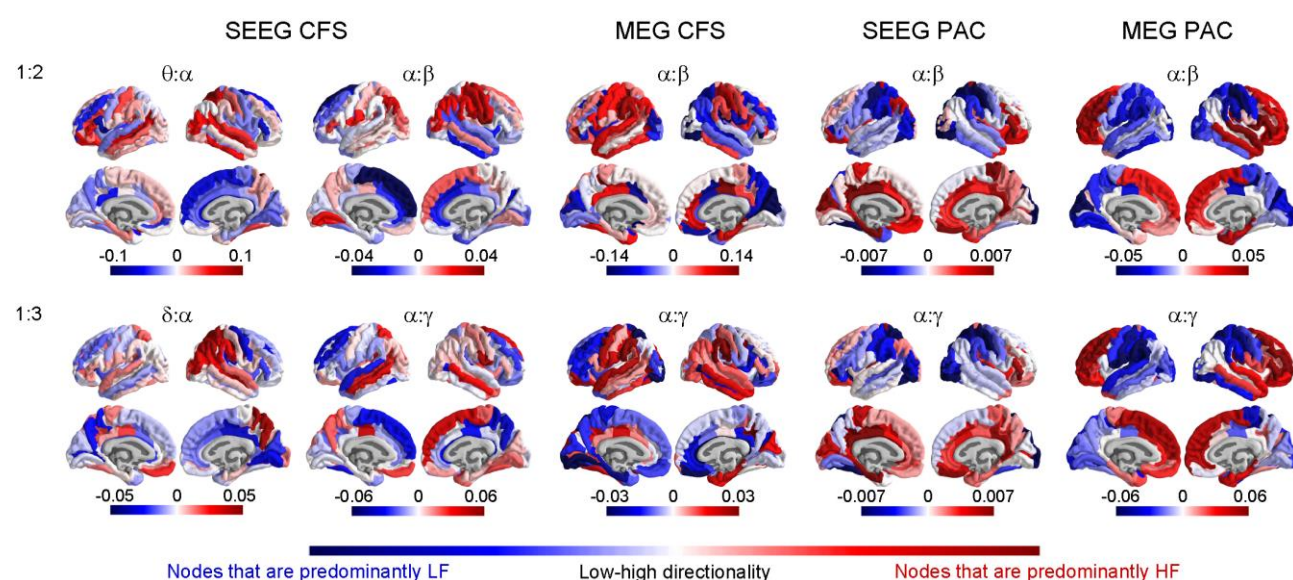 SEEG CFS MEG CFS SEEG PAC MEG PAC
1:2 θ:α α:β α:β α:β α:β
-0.1 0 0.1 -0.04 0 0.04 -0.14 0 0.14 -0.007 0 0.007 -0.05 0 0.05
1:3 δ:α α:γ α:γ α:γ α:γ
-0.05 0 0.05 -0.06 0 0.06 -0.03 0 0.03 -0.007 0 0.007 -0.06 0 0.06
Nodes that are predominantly LF Low-high directionality Nodes that are predominantly HF